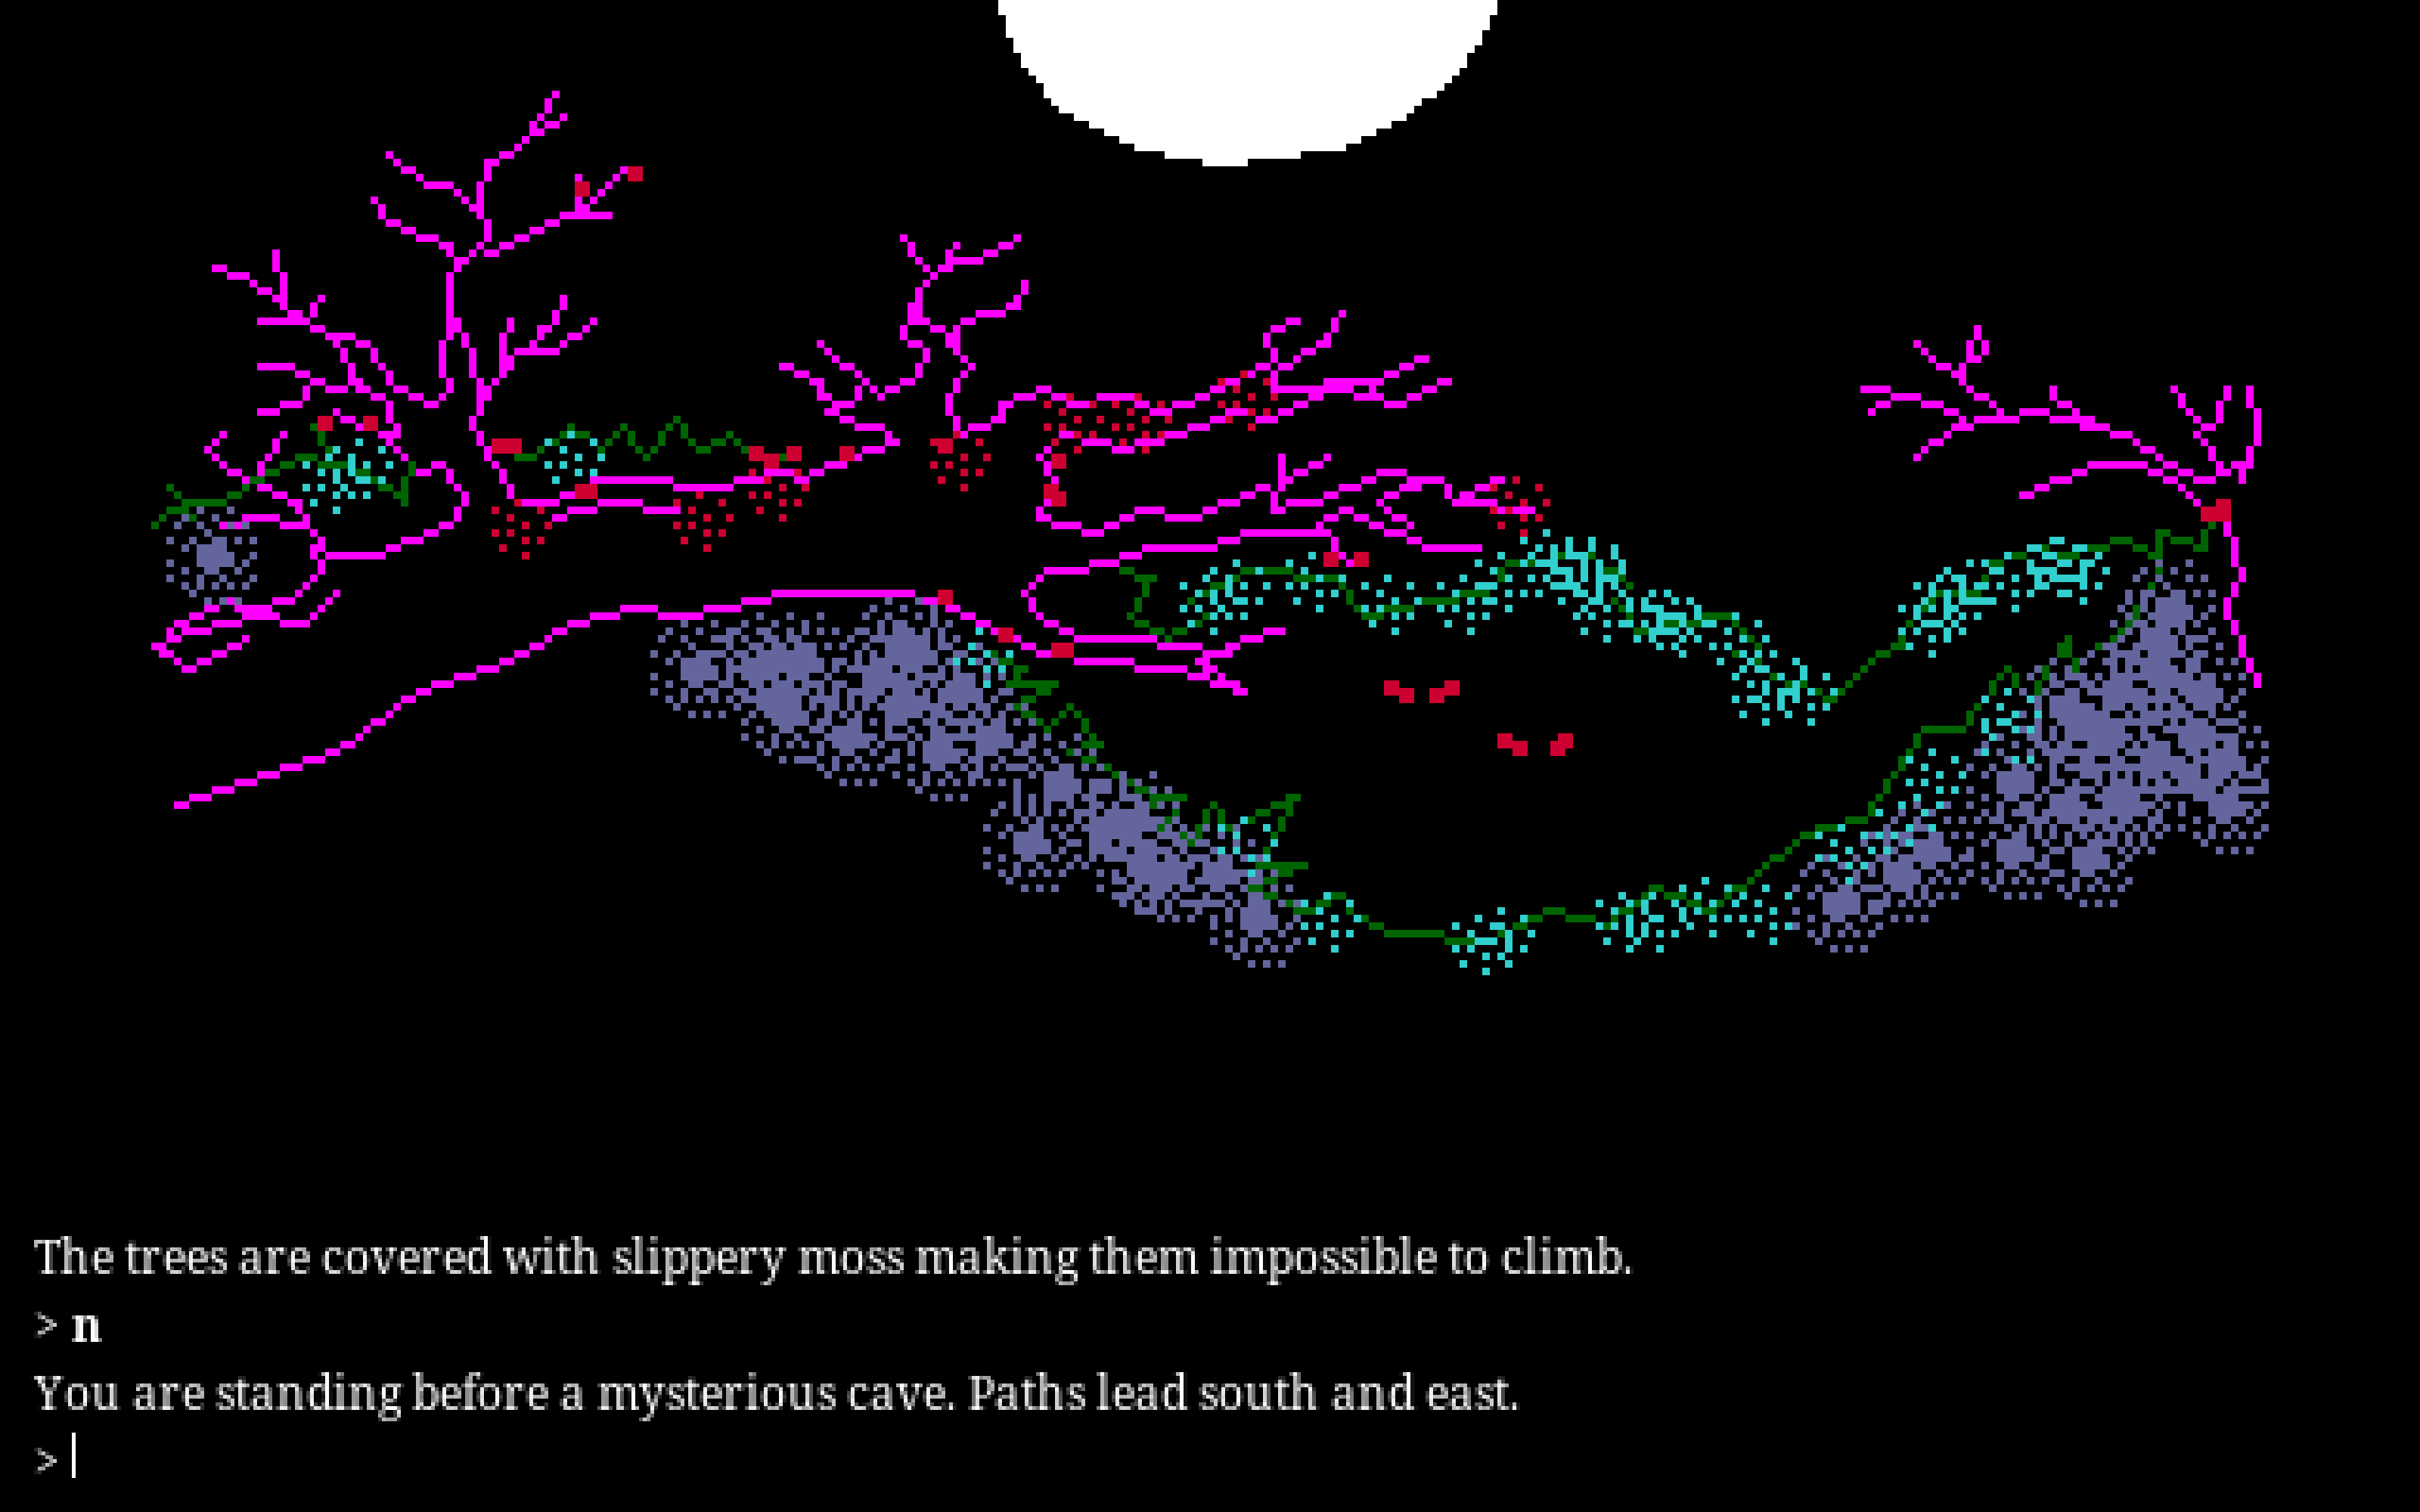 The trees are covered with slippery moss making them impossible to climb.
> n
You are standing before a mysterious cave. Paths lead south and east.
>